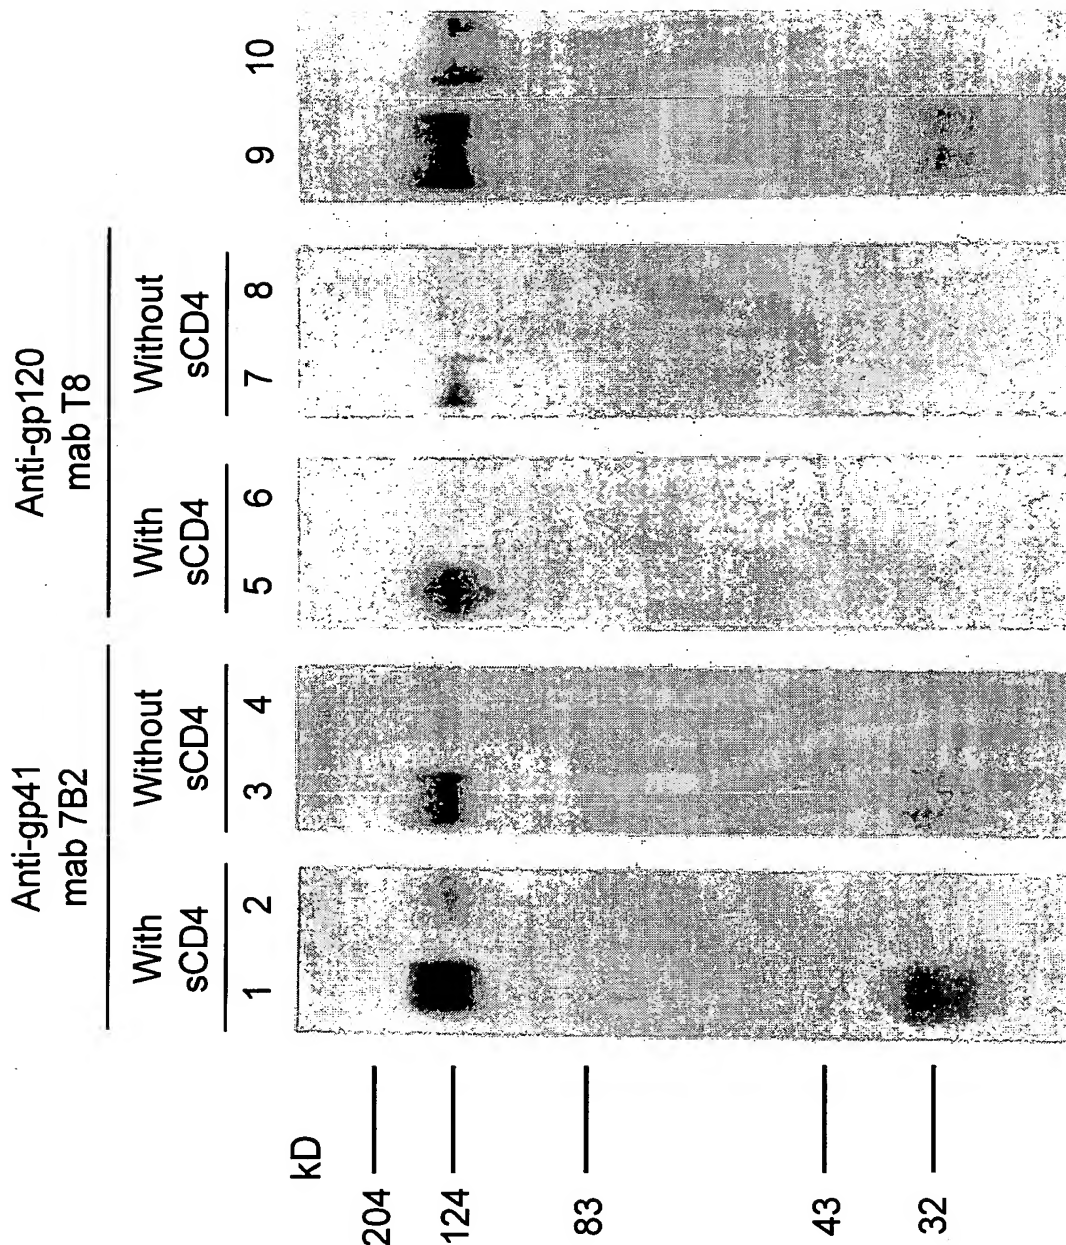 Anti-gp41
mab 7B2
Anti-gp120
mab T8
With
sCD4
Without
sCD4
With
sCD4
Without
sCD4
1 2 3 4 5 6 7 8 9 10
kD
204
124
83
43
32